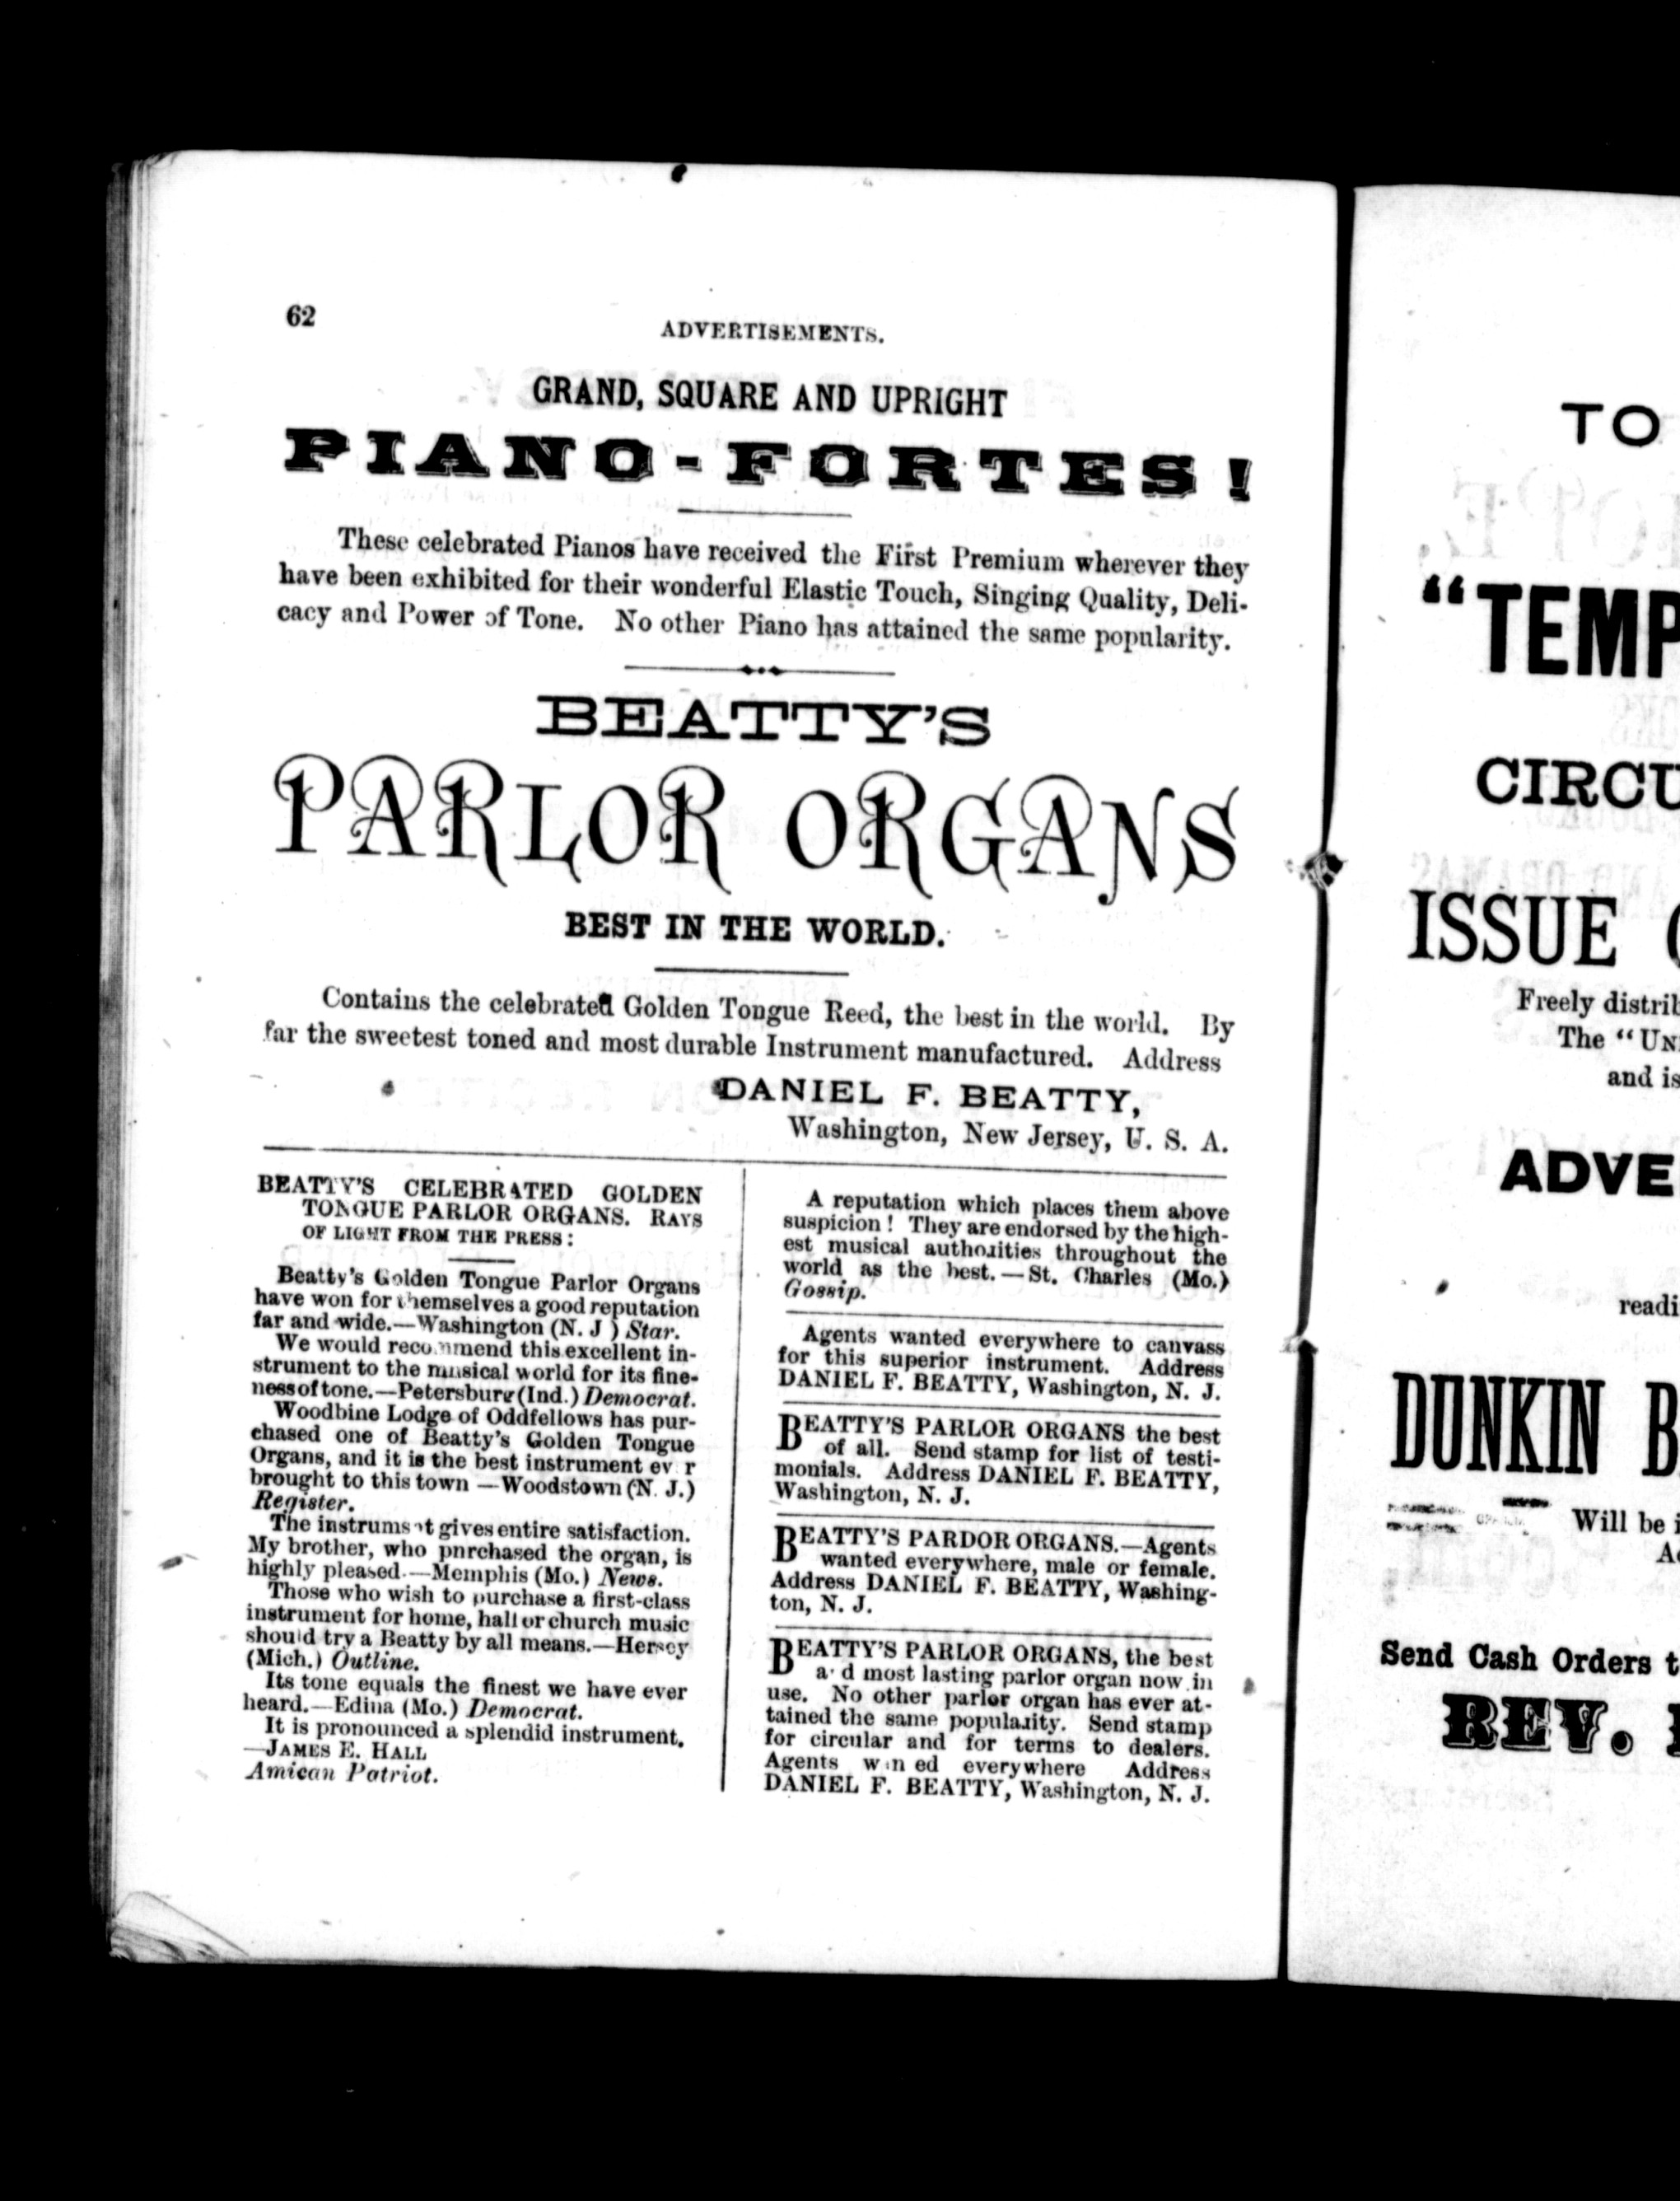 62
ADVERTISEMENTS.
GRAND, SQUARE AND UPRIGHT
PIANO-FORTES!
These celebrated Pianos have received the First Premium wherever they
have been exhibited for their wonderful Elastic Touch, Singing Quality, Deli-
cacy and Power of Tone. No other Piano has attained the same popularity.
BEATTY'S
PARLOR ORGANS
BEST IN THE WORLD.
Contains the celebrated Golden Tongue Reed, the best in the world. By
far the sweetest toned and most durable Instrument manufactured. Address
DANIEL F. BEATTY,
Washington, New Jersey, U. S. A.
BEATTY'S CELEBRATED GOLDEN
TONGUE PARLOR ORGANS. RAYS
OF LIGHT FROM THE PRESS:
Beatty's Golden Tongue Parlor Organs
have won for themselves a good reputation
far and wide.—Washington (N. J ) Star.
We would recommend this excellent in-
strument to the musical world for its fine-
ness of tone.—Petersburg (Ind.) Democrat.
Woodbine Lodge of Oddfellows has pur-
chased one of Beatty's Golden Tongue
Organs, and it is the best instrument ev r
brought to this town —Woodstown (N. J.)
Register.
The instrums t gives entire satisfaction.
My brother, who pnrchased the organ, is
highly pleased.—Memphis (Mo.) News.
Those who wish to purchase a first-class
instrument for home, hall or church music
should try a Beatty by all means.—Hersey
(Mich.) Outline.
Its tone equals the finest we have ever
heard.—Edina (Mo.) Democrat.
It is pronounced a splendid instrument.
—JAMES E. HALL
Amican Patriot.
A reputation which places them above
suspicion! They are endorsed by the high-
est musical authorities throughout the
world as the best.—St. Charles (Mo.)
Gossip.
Agents wanted everywhere to canvass
for this superior instrument. Address
DANIEL F. BEATTY, Washington, N. J.
BEATTY'S PARLOR ORGANS the best
of all. Send stamp for list of testi-
monials. Address DANIEL F. BEATTY,
Washington, N. J.
BEATTY'S PARDOR ORGANS.—Agents
wanted everywhere, male or female.
Address DANIEL F. BEATTY, Washing-
ton, N. J.
BEATTY'S PARLOR ORGANS, the best
a d most lasting parlor organ now in
use. No other parlor organ has ever at-
tained the same popularity. Send stamp
for circular and for terms to dealers.
Agents w n ed everywhere Address
DANIEL F. BEATTY, Washington, N. J.
TO
"TEMP
CIRCU
ISSUE
Freely distrib
The "UN
and is
ADVE
readi
DUNKIN B
Will be i
Send Cash Orders t
REV.